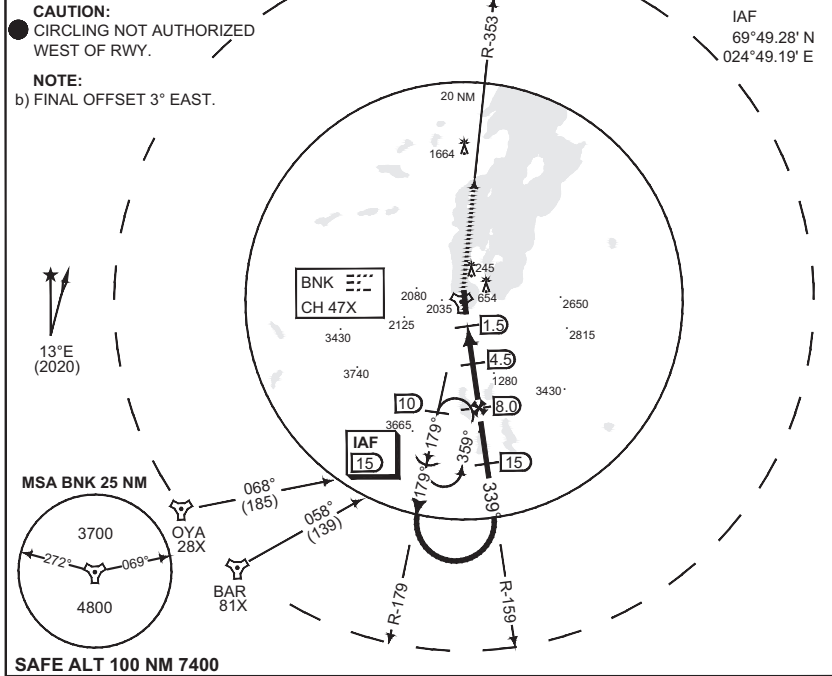 CAUTION:
CIRCLING NOT AUTHORIZED
WEST OF RWY.
NOTE:
b) FINAL OFFSET 3° EAST.
IAF
69°49.28' N
024°49.19' E
R-353
20 NM
1664
13°E
(2020)
BNK
CH 47X
245
654
2080
2035
2125
3430
3740
2650
2815
1.5
4.5
1280
3430
10
8.0
3665
179°
359°
IAF
15
15
179°
339°
MSA BNK 25 NM
3700
272°
069°
4800
068°
(185)
OYA
28X
058°
(139)
BAR
81X
R-179
R-159
SAFE ALT 100 NM 7400